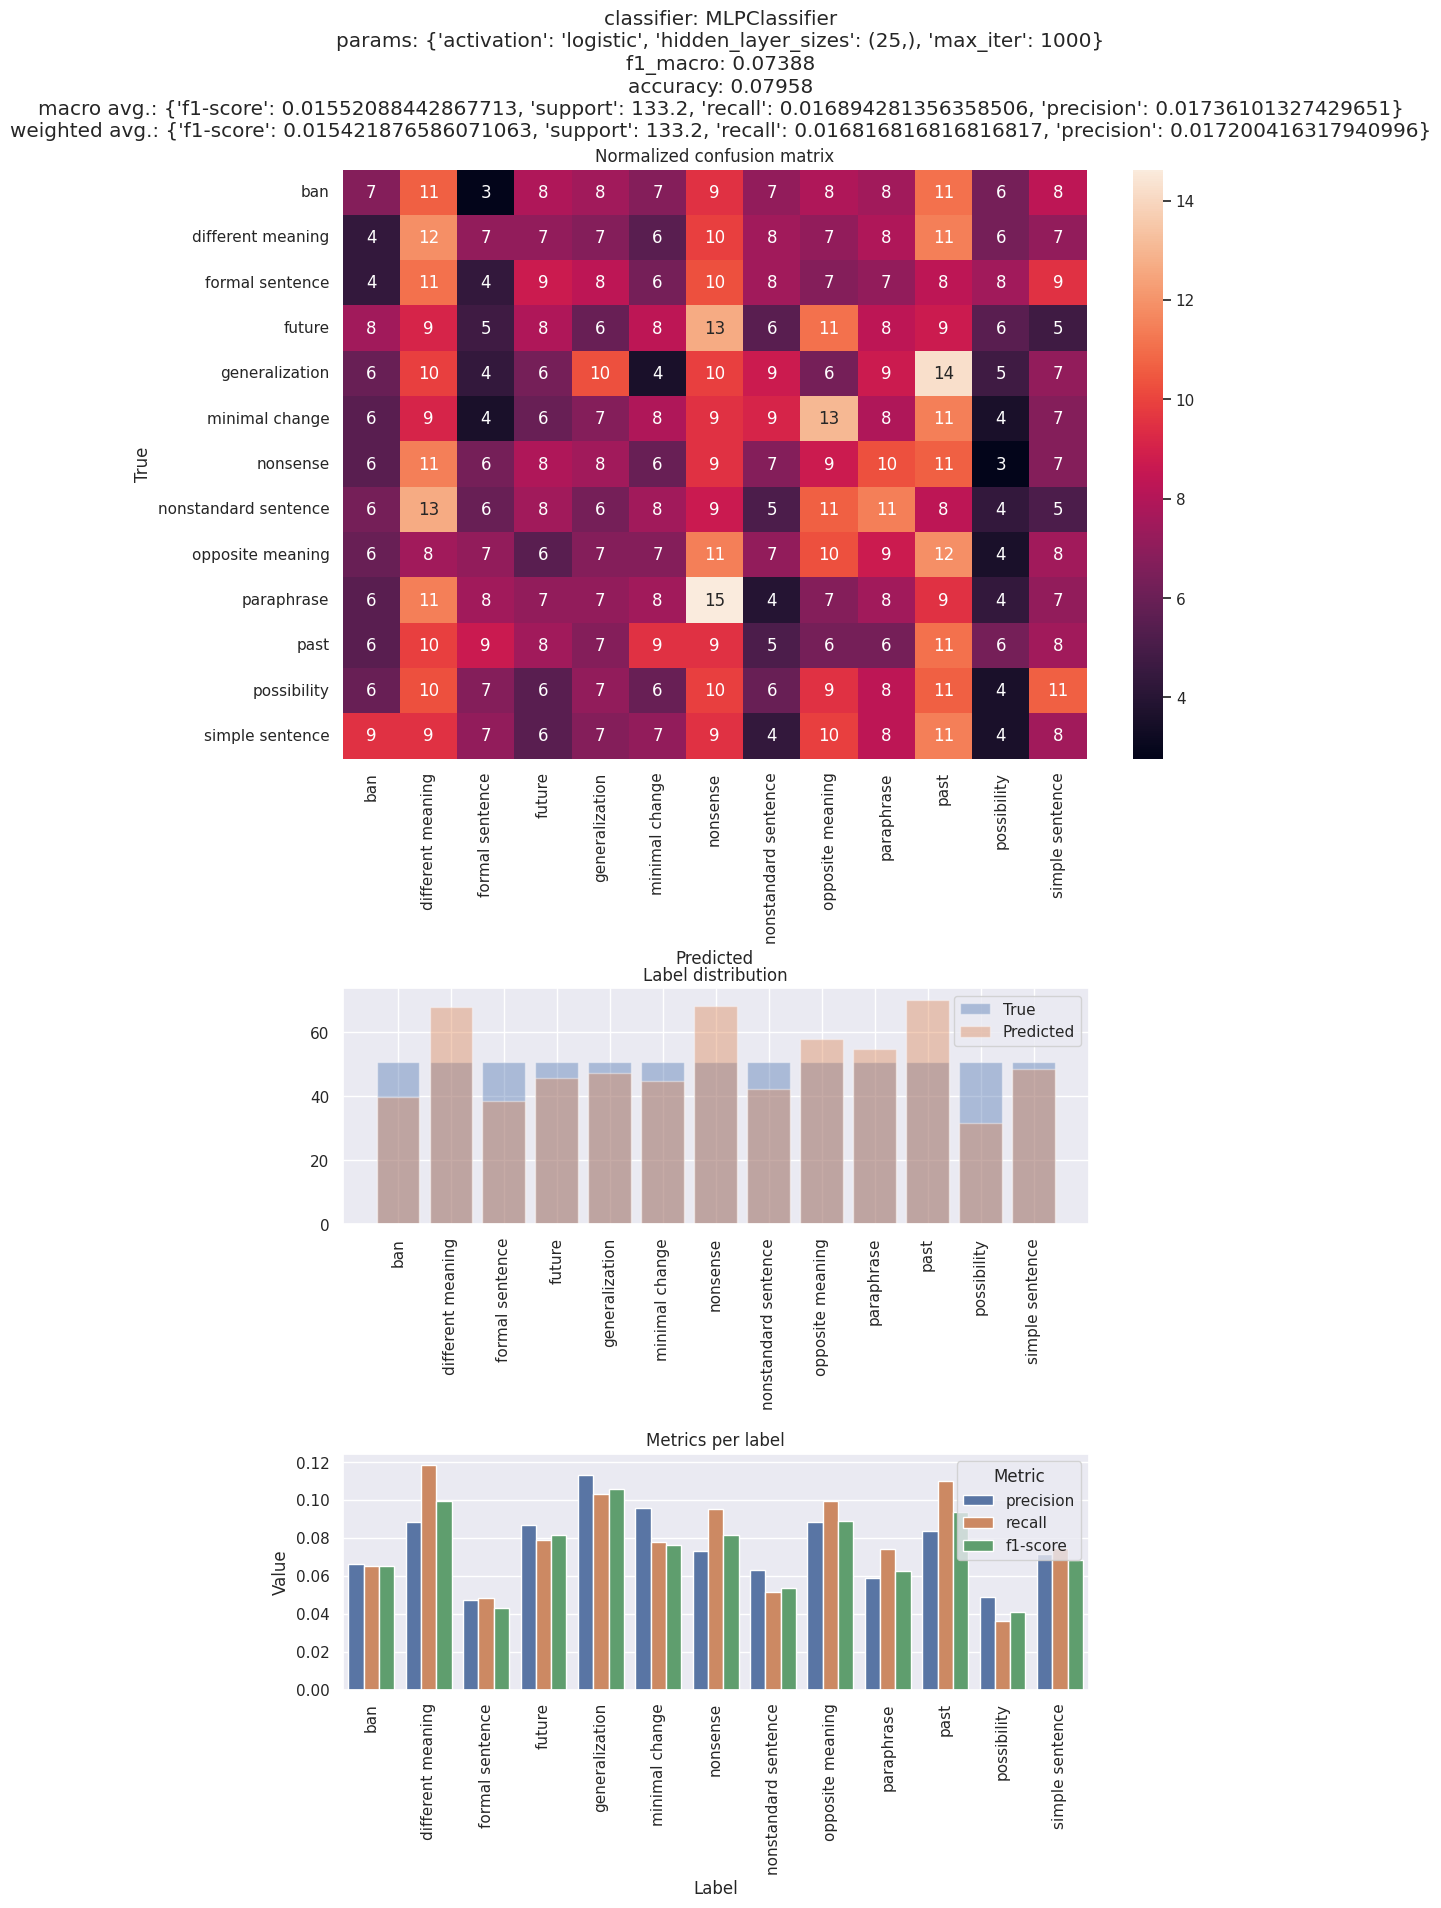 classifier: MLPClassifier
params: {'activation': 'logistic', 'hidden_layer_sizes': (25,), 'max_iter': 1000}
f1_macro: 0.07388
accuracy: 0.07958
macro avg.: {'f1-score': 0.01552088442867713, 'support': 133.2, 'recall': 0.016894281356358506, 'precision': 0.01736101327429651}
weighted avg.: {'f1-score': 0.015421876586071063, 'support': 133.2, 'recall': 0.016816816816816817, 'precision': 0.017200416317940996}
Normalized confusion matrix
True
ban 7 11 3 8 8 7 9 7 8 8 11 6 8
different meaning 4 12 7 7 7 6 10 8 7 8 11 6 7
formal sentence 4 11 4 9 8 6 10 8 7 7 8 8 9
future 8 9 5 8 6 8 13 6 11 8 9 6 5
generalization 6 10 4 6 10 4 10 9 6 9 14 5 7
minimal change 6 9 4 6 7 8 9 9 13 8 11 4 7
nonsense 6 11 6 8 8 6 9 7 9 10 11 3 7
nonstandard sentence 6 13 6 8 6 8 9 5 11 11 8 4 5
opposite meaning 6 8 7 6 7 7 11 7 10 9 12 4 8
paraphrase 6 11 8 7 7 8 15 4 7 8 9 4 7
past 6 10 9 8 7 9 9 5 6 6 11 6 8
possibility 6 10 7 6 7 6 10 6 9 8 11 4 11
simple sentence 9 9 7 6 7 7 9 4 10 8 11 4 8
14
12
10
8
6
4
ban
different meaning
formal sentence
future
generalization
minimal change
nonsense
nonstandard sentence
opposite meaning
paraphrase
past
possibility
simple sentence
Predicted
Label distribution
True
Predicted
60
40
20
0
ban
different meaning
formal sentence
future
generalization
minimal change
nonsense
nonstandard sentence
opposite meaning
paraphrase
past
possibility
simple sentence
Metrics per label
Metric
precision
recall
f1-score
Value
0.12
0.10
0.08
0.06
0.04
0.02
0.00
ban
different meaning
formal sentence
future
generalization
minimal change
nonsense
nonstandard sentence
opposite meaning
paraphrase
past
possibility
simple sentence
Label